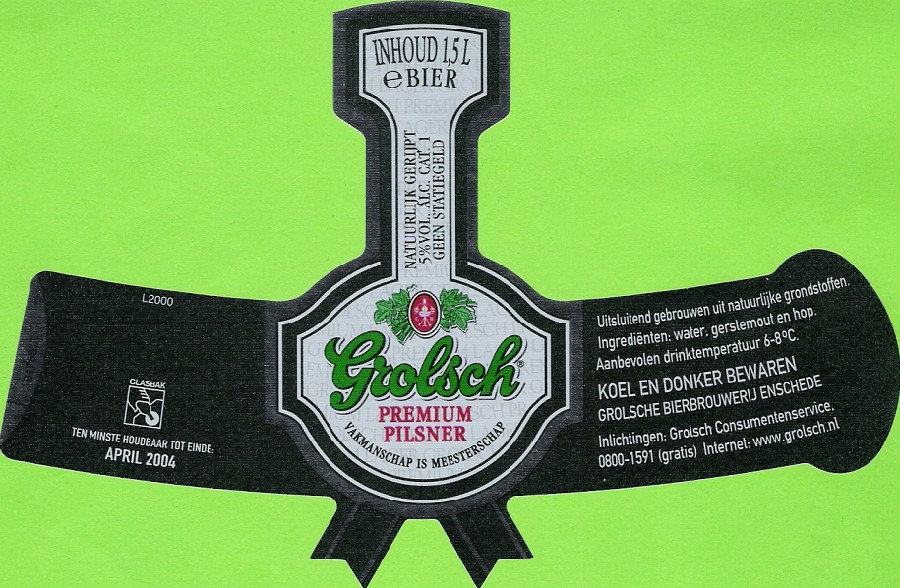 INHOUD 1,5 L
e BIER
NATUURLIJK GERIJPT
5% VOL. ALC. CAT. 1
GEEN STATIEGELD
Grolsch®
PREMIUM
PILSNER
VAKMANSCHAP IS MEESTERSCHAP
L2000
GLASBAK
TEN MINSTE HOUDBAAR TOT EINDE:
APRIL 2004
Uitsluitend gebrouwen uit natuurlijke grondstoffen.
Ingrediënten: water, gerstemout en hop.
Aanbevolen drinktemperatuur 6-8°C.
KOEL EN DONKER BEWAREN
GROLSCHE BIERBROUWERIJ ENSCHEDE
Inlichtingen: Grolsch Consumentenservice,
0800-1591 (gratis) Internet: www.grolsch.nl